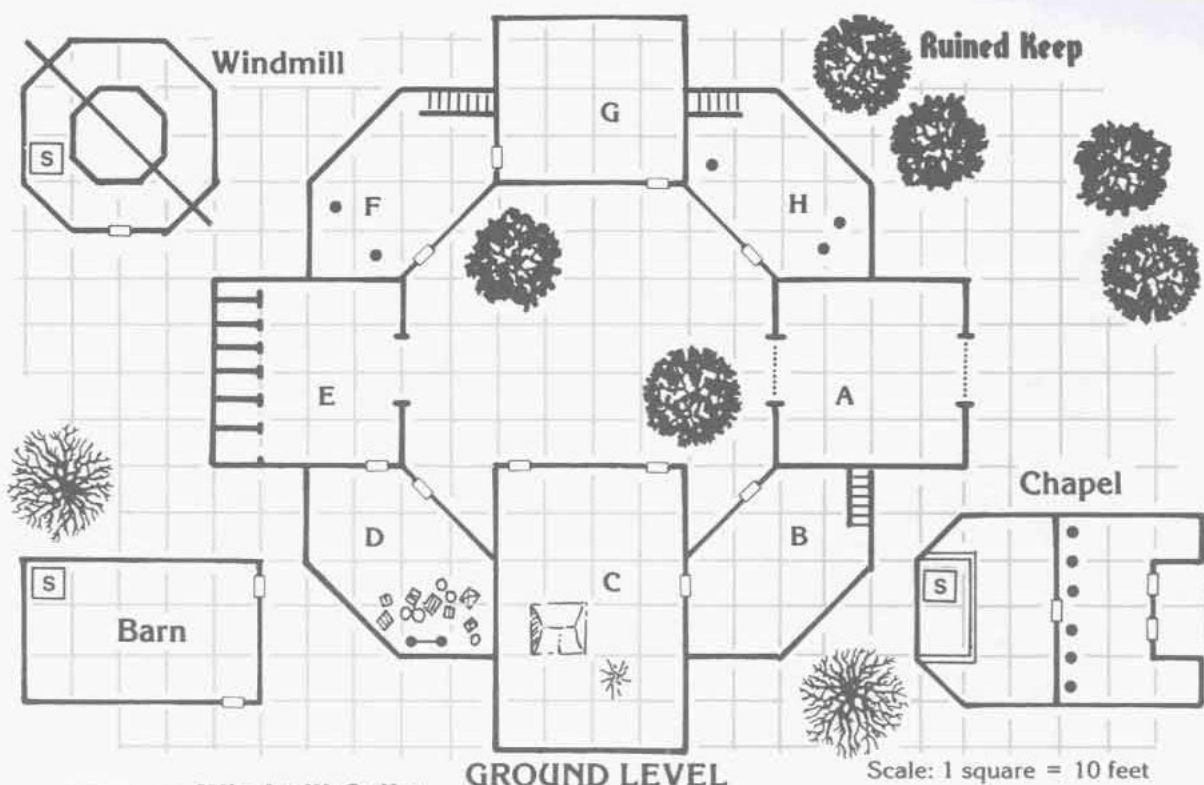 Windmill
Ruined Keep
S
G
F
H
E
A
Chapel
D
B
S
C
S
Barn
GROUND LEVEL
Scale: 1 square = 10 feet